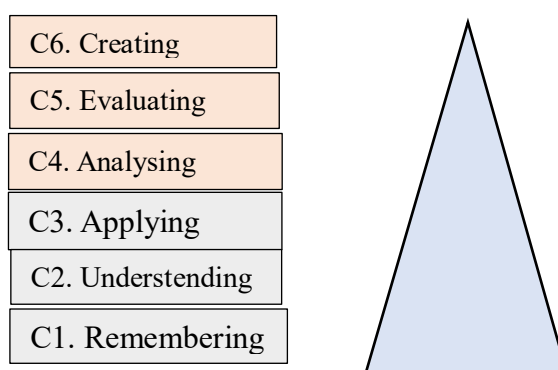 C6. Creating
C5. Evaluating
C4. Analysing
C3. Applying
C2. Understending
C1. Remembering